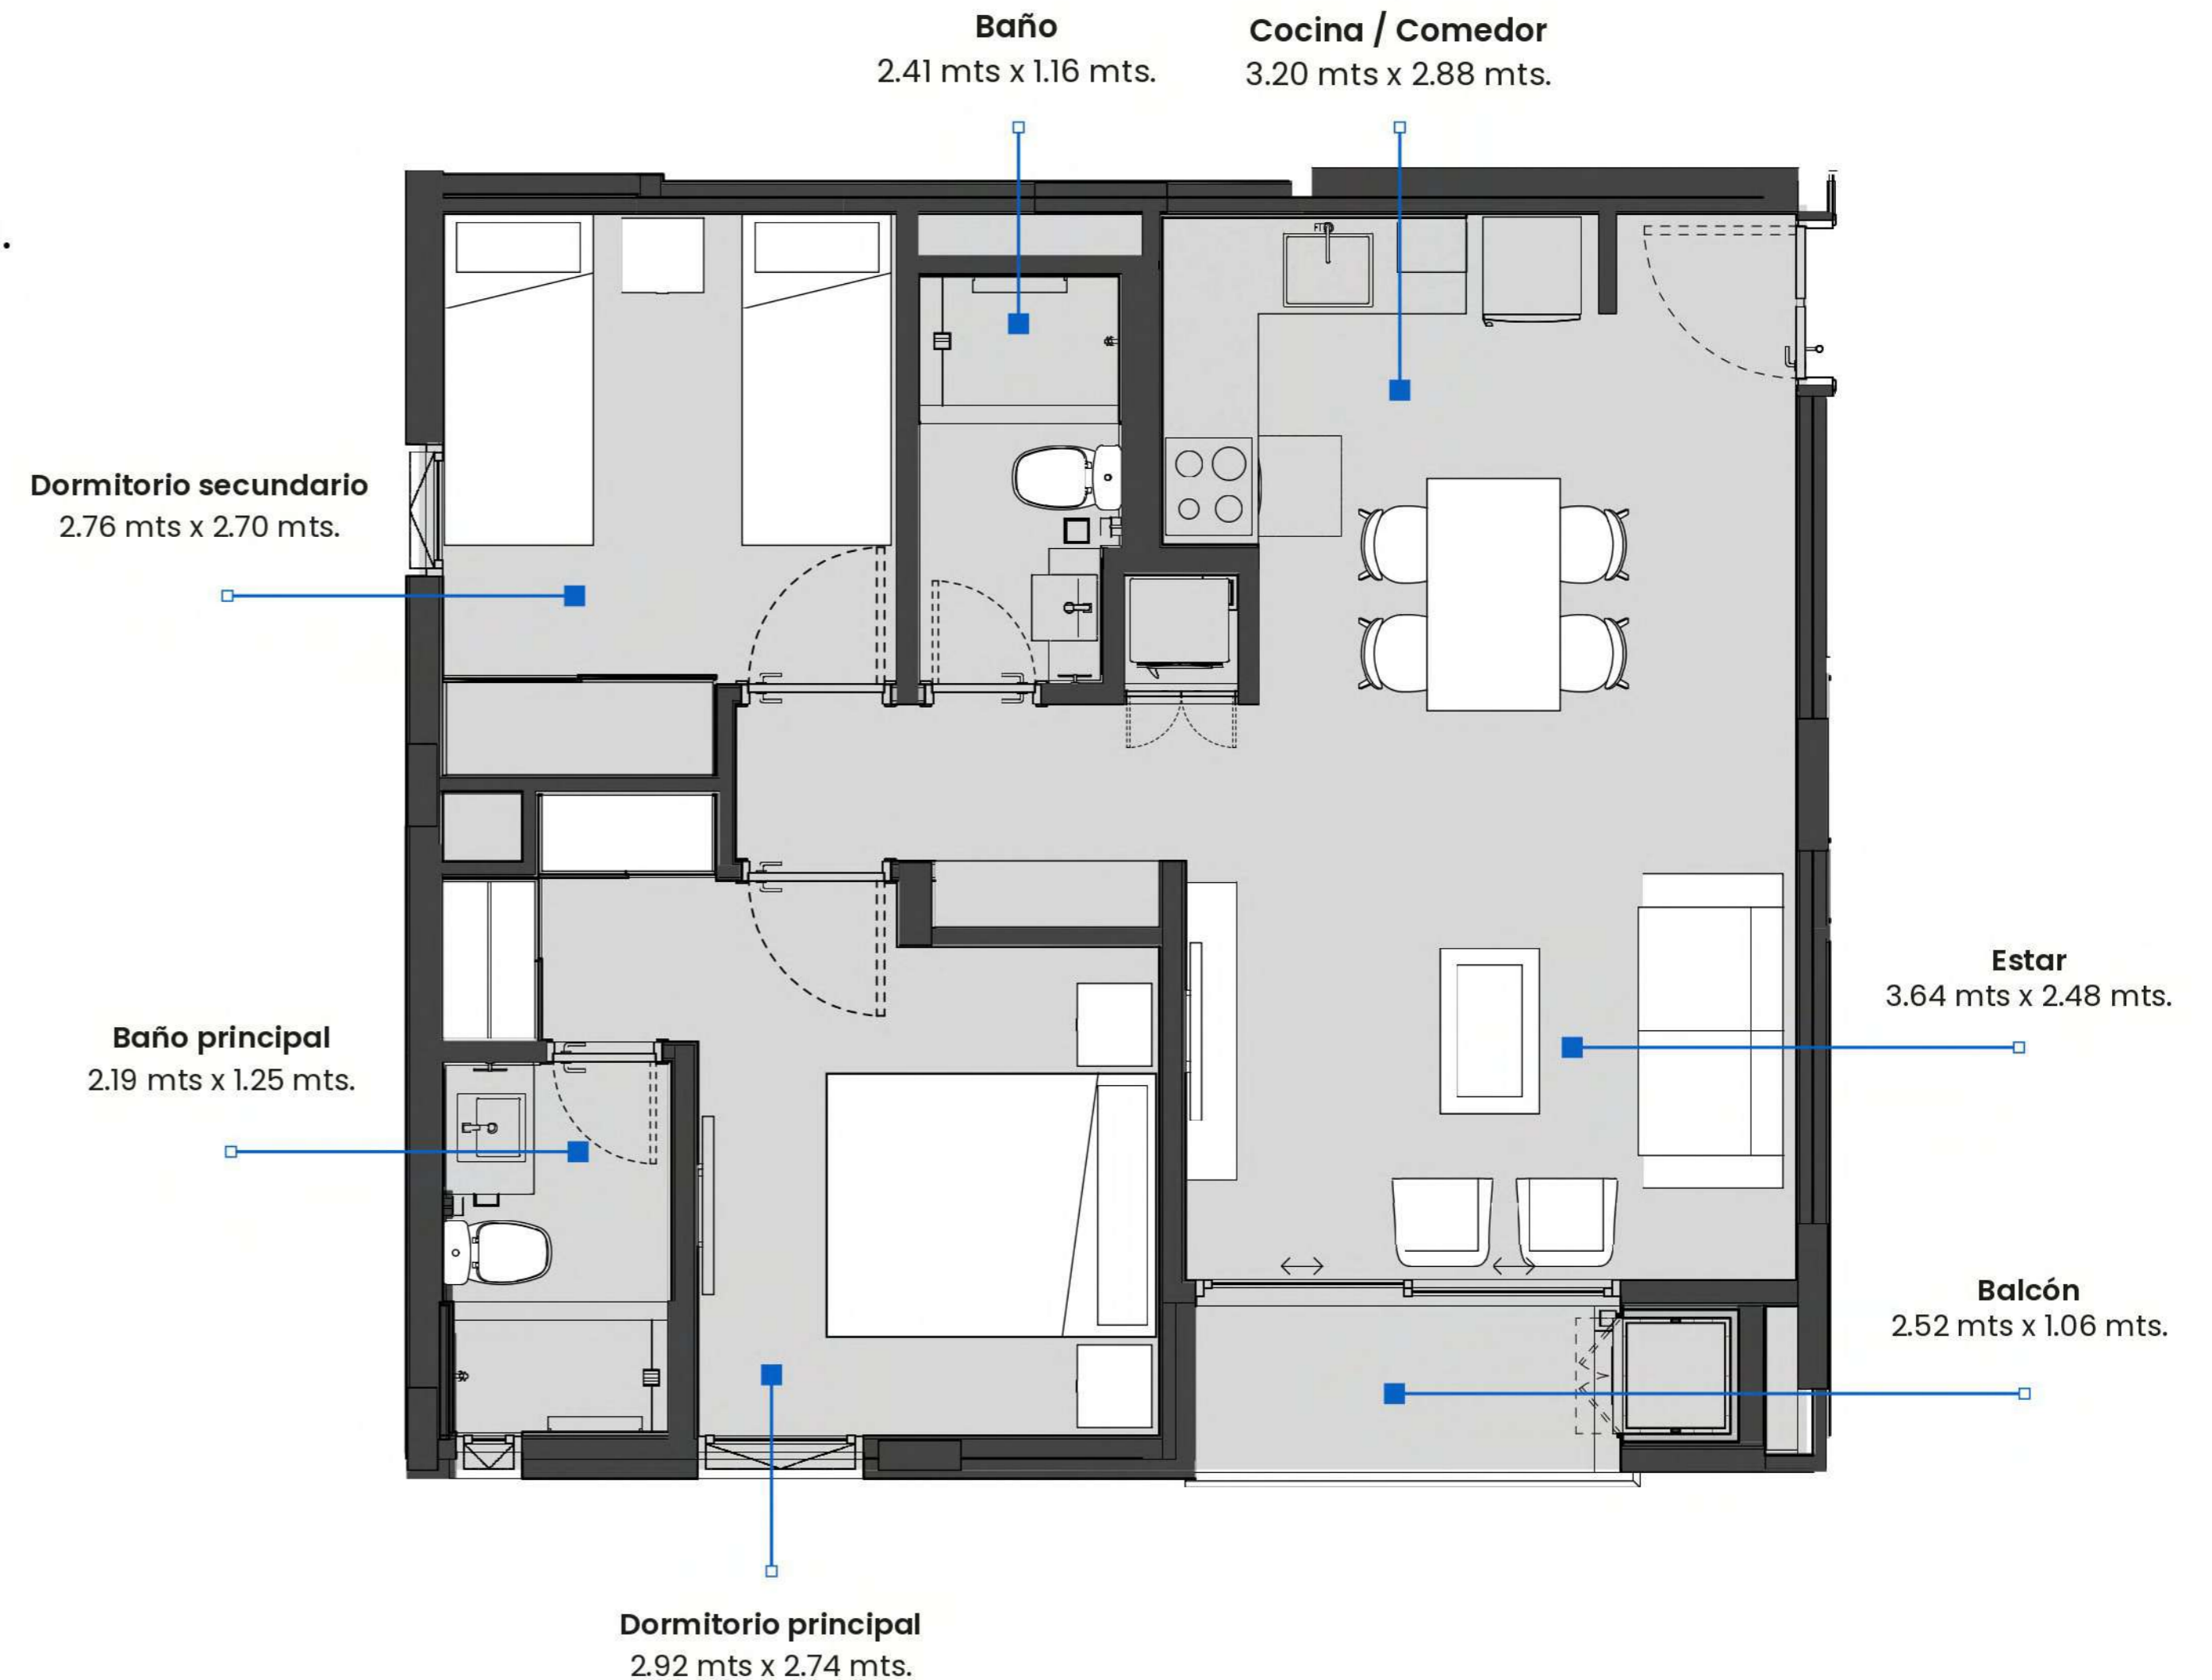 Baño
2.41 mts x 1.16 mts.
Cocina / Comedor
3.20 mts x 2.88 mts.
.
Dormitorio secundario
2.76 mts x 2.70 mts.
Estar
3.64 mts x 2.48 mts.
Baño principal
2.19 mts x 1.25 mts.
Balcón
2.52 mts x 1.06 mts.
Dormitorio principal
2.92 mts x 2.74 mts.